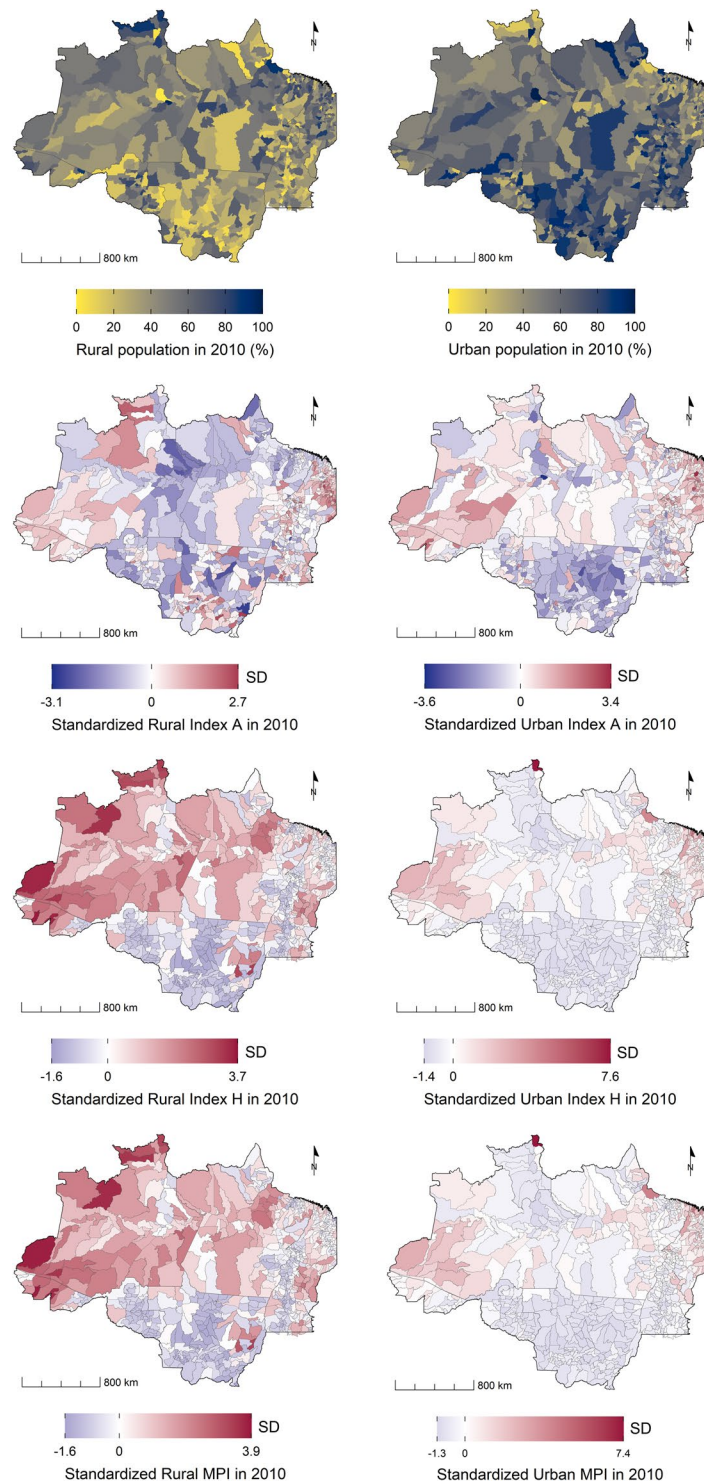 N
N
800 km
800 km
0 20 40 60 80 100
0 20 40 60 80 100
Rural population in 2010 (%)
Urban population in 2010 (%)
N
N
800 km
800 km
SD
SD
-3.1 0 2.7
-3.6 0 3.4
Standardized Rural Index A in 2010
Standardized Urban Index A in 2010
N
N
800 km
800 km
SD
SD
-1.6 0 3.7
-1.4 0 7.6
Standardized Rural Index H in 2010
Standardized Urban Index H in 2010
N
N
800 km
800 km
SD
SD
-1.6 0 3.9
-1.3 0 7.4
Standardized Rural MPI in 2010
Standardized Urban MPI in 2010